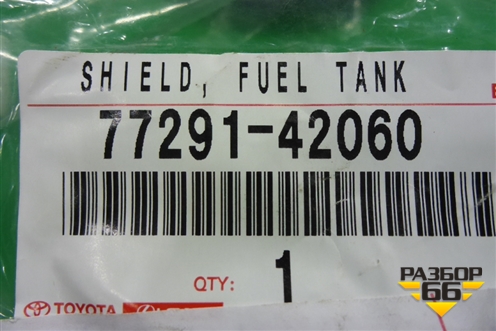 SHIELD, FUEL TANK
77291-42060
QTY: 1
TOYOTA
РАЗБОР
66